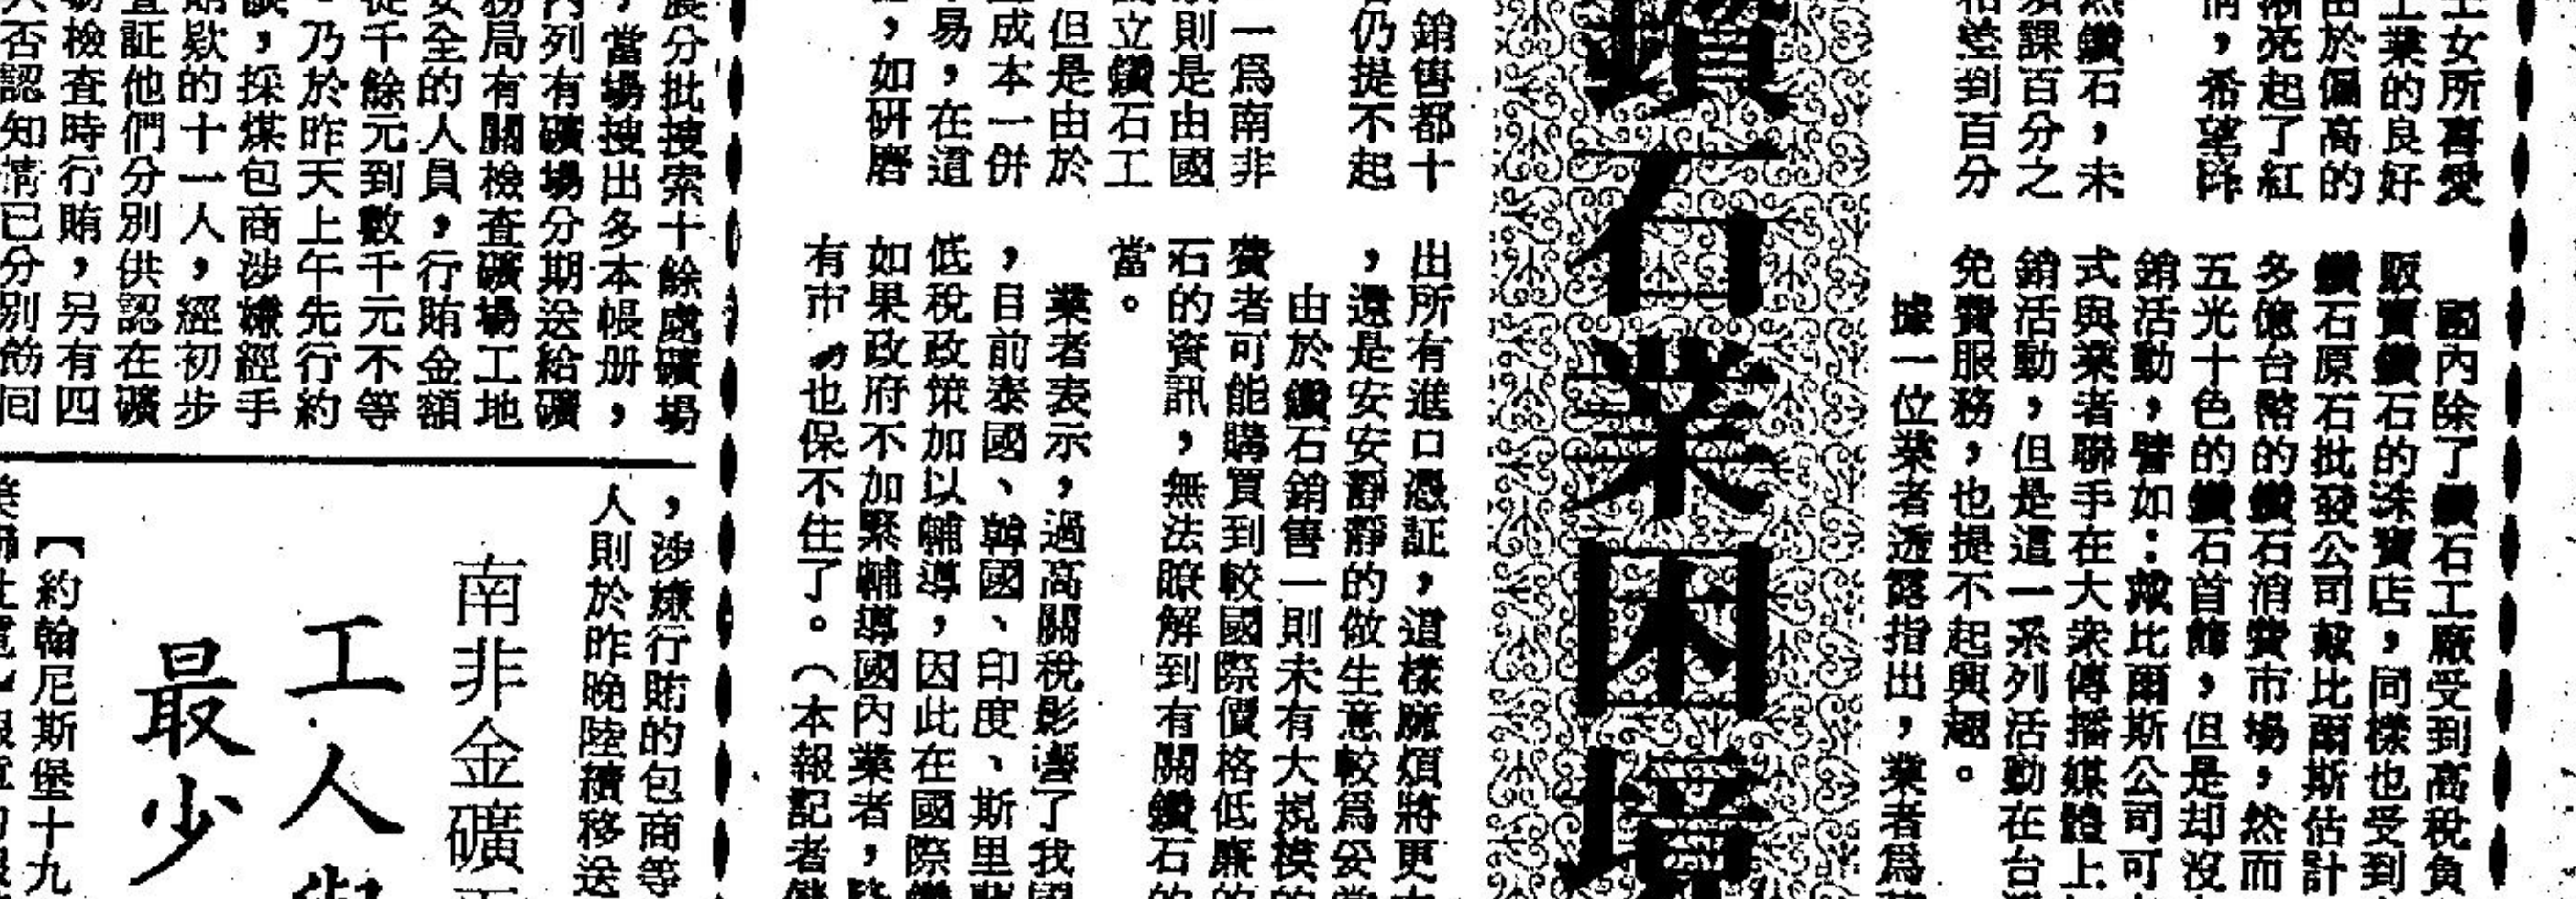 鑽石業困境
士女所喜愛
工業的良好
由於偏高的
漸亮起了紅
情，希望降
然鑽石，未
須課百分之
相差到百分
國內除了鑽石工廠受到高稅負
販賣鑽石的珠寶店，同樣也受到
鑽石原石批發公司戴比爾斯估計
多億台幣的鑽石消費市場，然而
五光十色的鑽石首飾，但是却沒
銷活動，譬如：戴比爾斯公司可
式與業者聯手在大衆傳播媒體上
銷活動，但是這一系列活動在台
免費服務，也提不起興趣。
據一位業者透露指出，業者爲
銷售都十
仍提不起
一爲南非
則是由國
立鑽石工
但是由於
成本一併
易，在這
，如研磨
出所有進口憑証，這樣麻煩將更
，還是安安靜靜的做生意較爲妥當
由於鑽石銷售一則未有大規模的
費者可能購買到較國際價格低廉的
石的資訊，無法瞭解到有關鑽石的
當。
業者表示，過高關稅影響了我國
，目前泰國、韓國、印度、斯里
低稅政策加以輔導，因此在國際
如果政府不加緊輔導國內業者，
有市場也保不住了。（本報記者
分批搜索十餘處礦場
，當場搜出多本帳册，
內列有礦場分期送給礦
務局有關檢查礦場工地
安全的人員，行賄金額
從千餘元到數千元不等
，乃於昨天上午先行約
，採煤包商涉嫌經手
賄款的十一人，經初步
查証他們分別供認在礦
場檢查時行賄，另有四
人否認知情已分別飭回
，涉嫌行賄的包商等
人則於昨晚陸續移送
南非金礦
工人
最少
【約翰尼斯堡十九